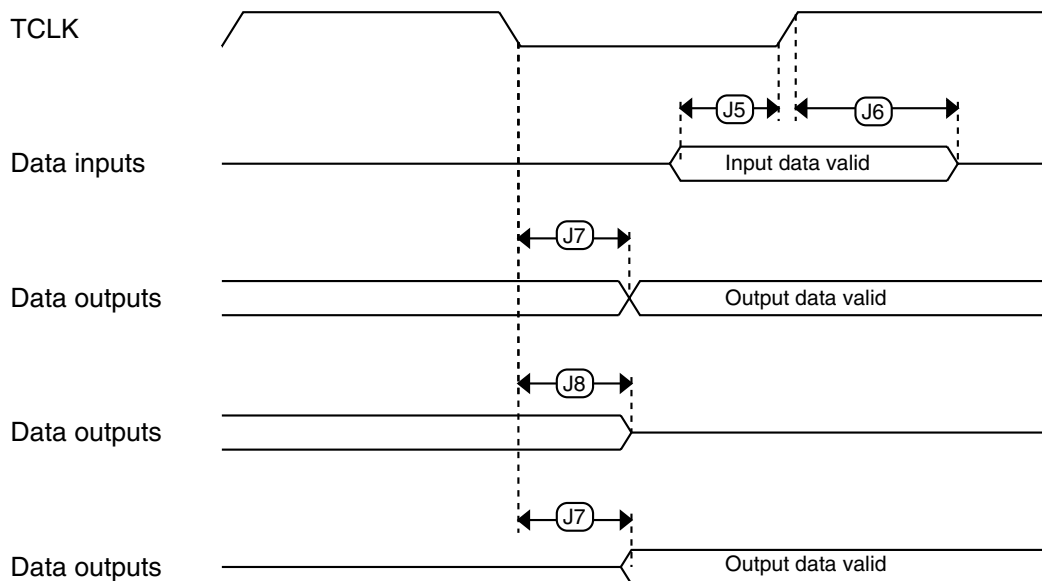 TCLK
J5
J6
Data inputs
Input data valid
J7
Data outputs
Output data valid
J8
Data outputs
J7
Data outputs
Output data valid